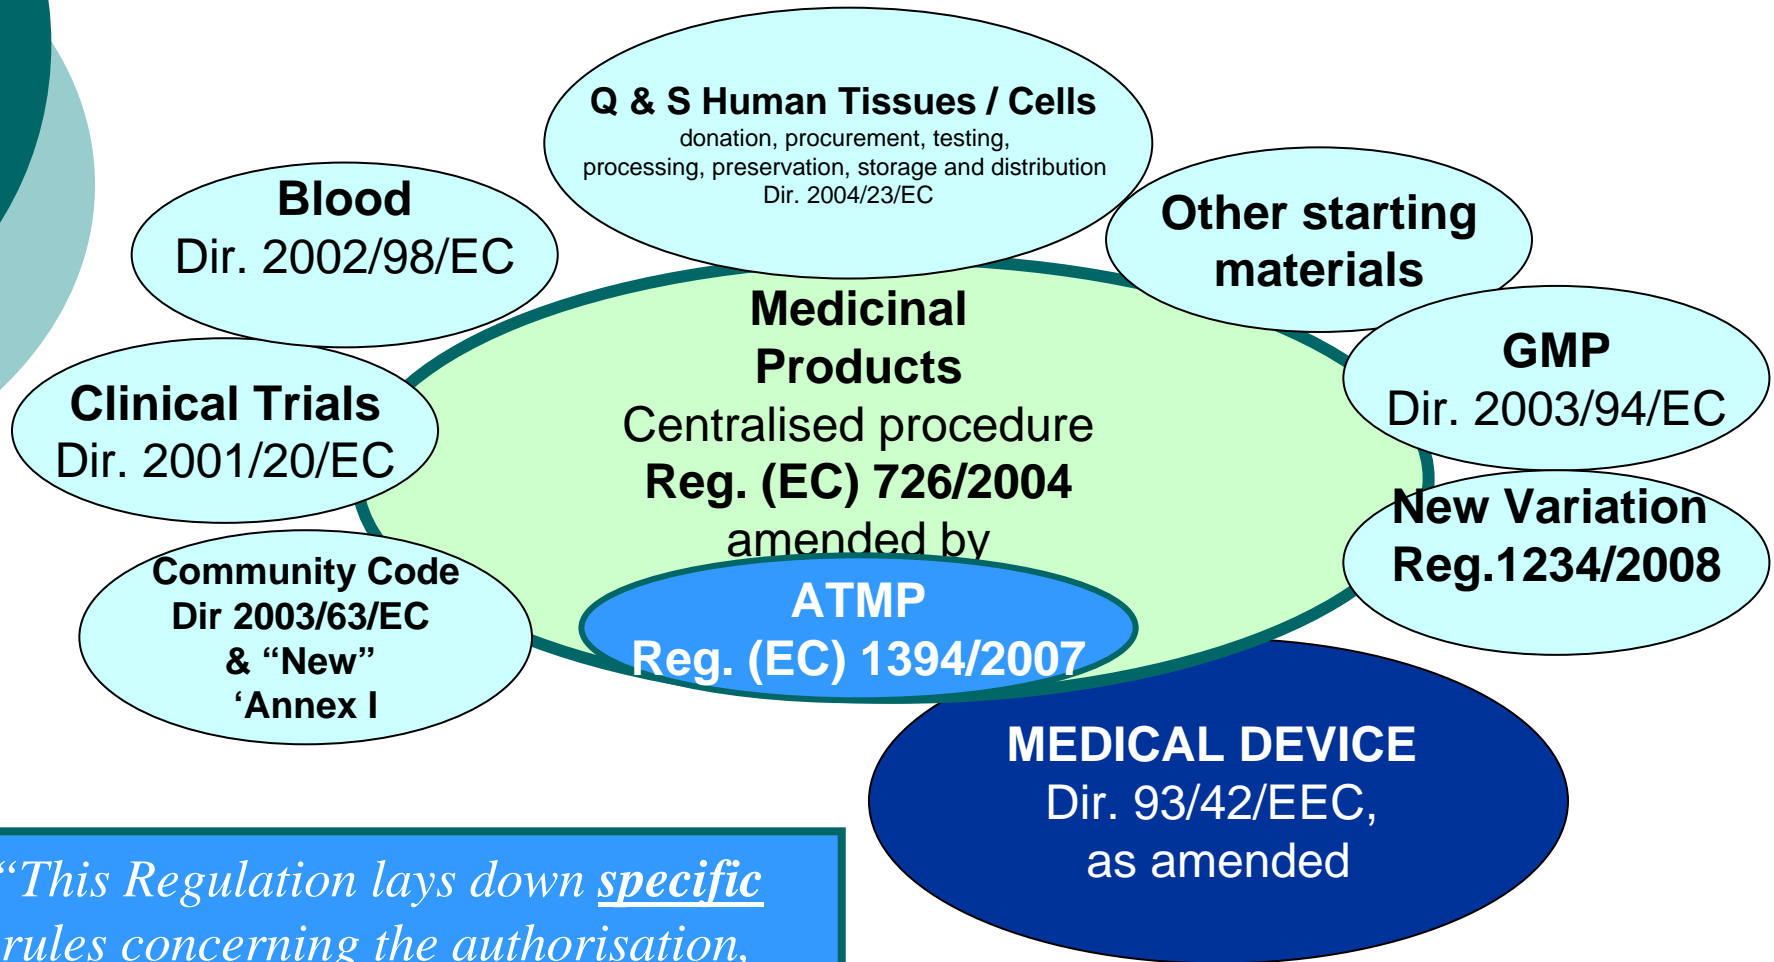 Q & S Human Tissues / Cells
donation, procurement, testing,
processing, preservation, storage and distribution
Dir. 2004/23/EC
Blood
Dir. 2002/98/EC
Other starting
materials
Medicinal
Products
Centralised procedure
Reg. (EC) 726/2004
amended by
GMP
Dir. 2003/94/EC
Clinical Trials
Dir. 2001/20/EC
New Variation
Reg.1234/2008
Community Code
Dir 2003/63/EC
& “New”
‘Annex I
ATMP
Reg. (EC) 1394/2007
MEDICAL DEVICE
Dir. 93/42/EEC,
as amended
“This Regulation lays down specific
rules concerning the authorisation,